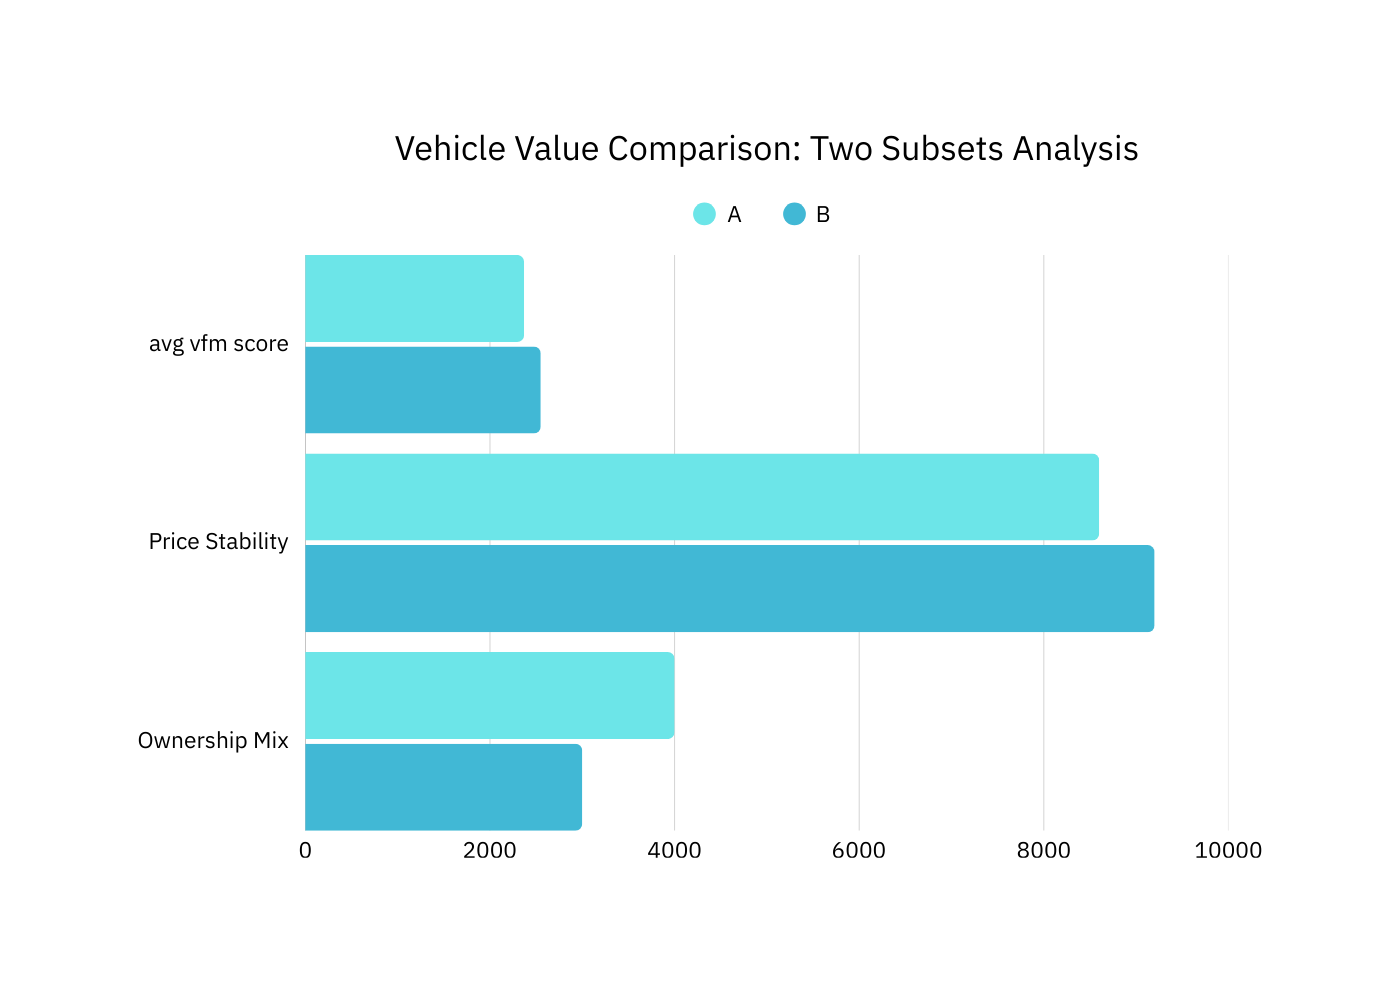 Vehicle Value Comparison: Two Subsets Analysis
A B
avg vfm score
Price Stability
Ownership Mix
0 2000 4000 6000 8000 10000